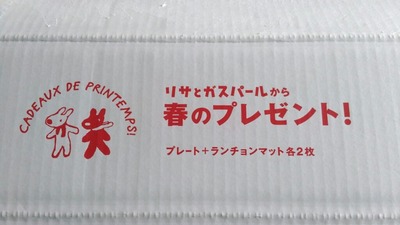 CADEAUX DE PRINTEMPS!
リサとガスパールから
春のプレゼント!
プレート+ランチョンマット各2枚